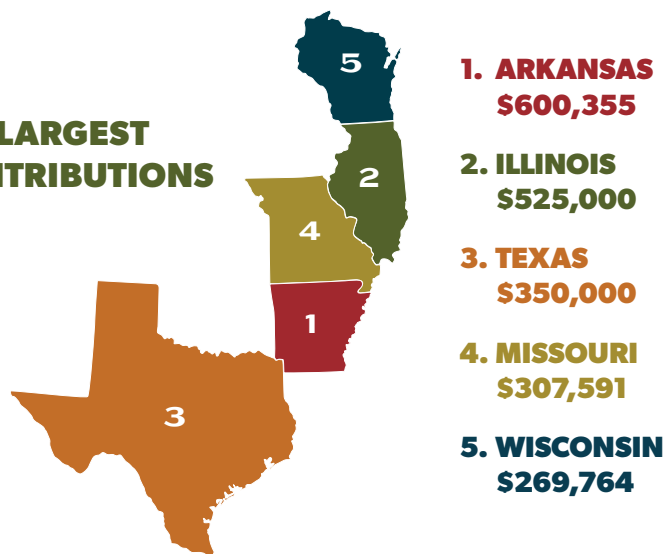 LARGEST
TRIBUTIONS
5
2
4
1
3
1. ARKANSAS
$600,355
2. ILLINOIS
$525,000
3. TEXAS
$350,000
4. MISSOURI
$307,591
5. WISCONSIN
$269,764